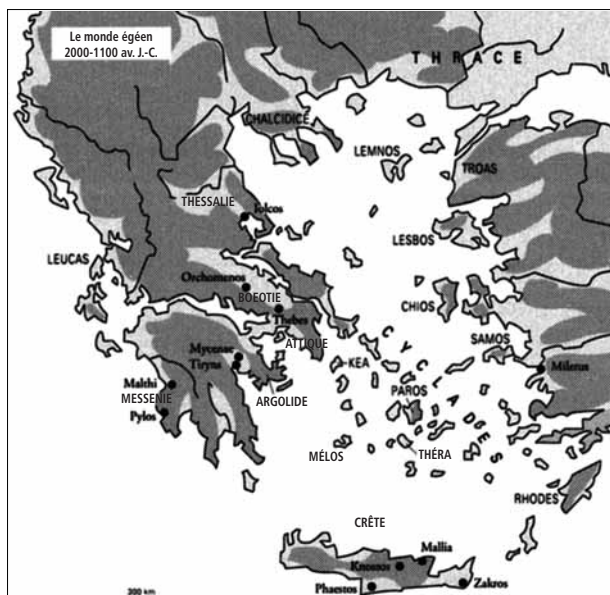 Le monde égéen
2000-1100 av. J.-C.
THRACE
CHALCIDICE
LEMNOS
TROAS
THESSALIE
Iolcos
LEUCAS
LESBOS
Orchomenos
BOEOTIE
CHIOS
Thebes
ATTIQUE
SAMOS
Mycenae
Tiryns
KEA
CYCLADES
Miletus
Malthi
MESSENIE
ARGOLIDE
PAROS
Pylos
MÉLOS
THÉRA
RHODES
CRÊTE
Mallia
Knossos
Phaestos
Zakros
300 km